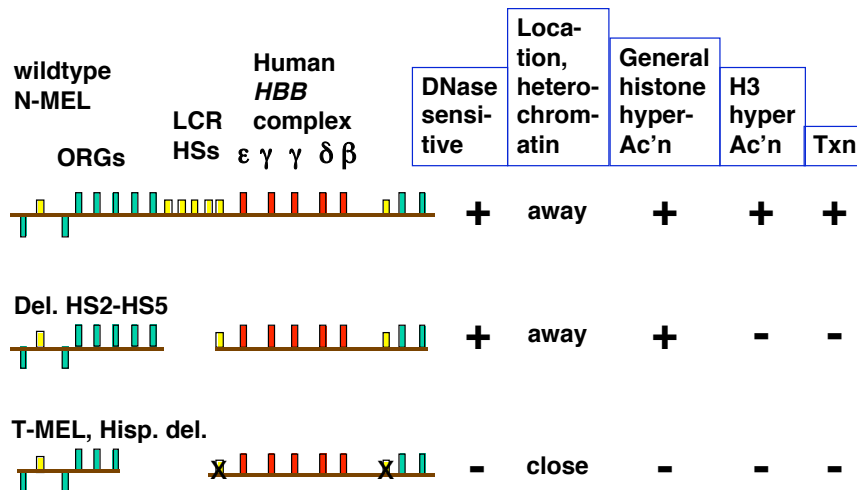 wildtype
N-MEL
ORGs
LCR
HSs
Human
HBB
complex
ε γ γ δ β
DNase
sensi-
tive
Loca-
tion,
hetero-
chrom-
atin
General
histone
hyper-
Ac'n
H3
hyper
Ac'n
Txn
+ away + + +
Del. HS2-HS5
+ away + - -
T-MEL, Hisp. del.
X X
- close - - -